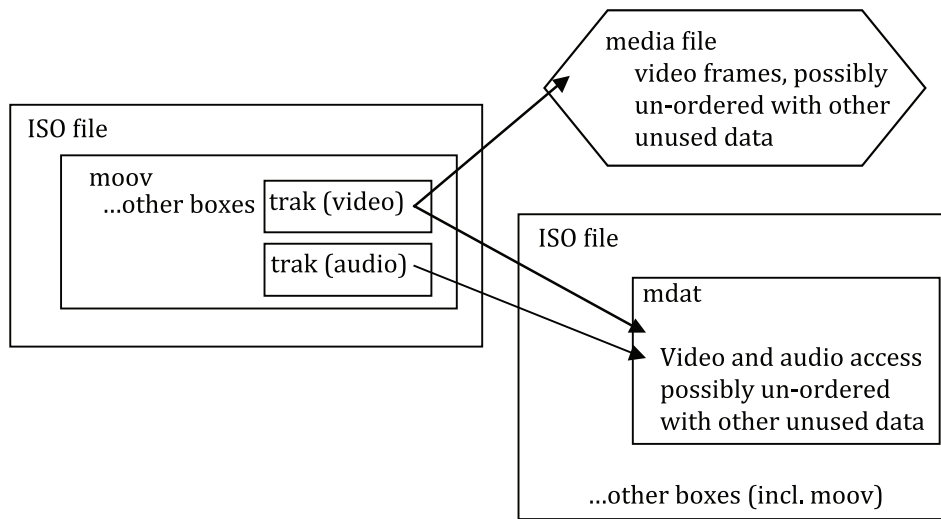 media file
video frames, possibly
un-ordered with other
unused data
ISO file
moov
...other boxes
trak (video)
trak (audio)
ISO file
mdat
Video and audio access
possibly un-ordered
with other unused data
...other boxes (incl. moov)